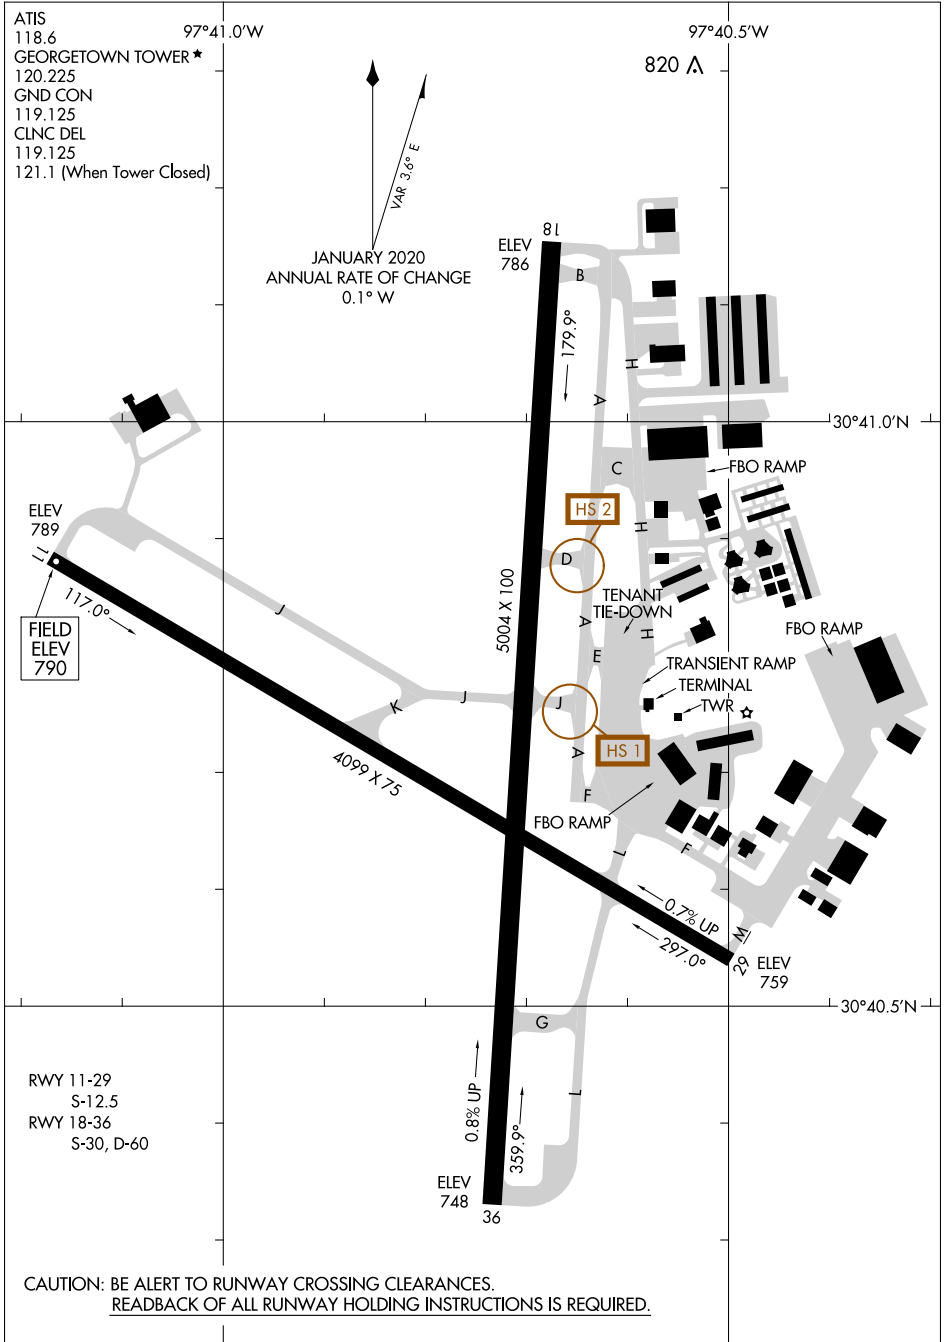 ATIS
118.6
GEORGETOWN TOWER★
120.225
GND CON
119.125
CLNC DEL
119.125
121.1 (When Tower Closed)
97°41.0'W
97°40.5'W
820
VAR 3.6° E
JANUARY 2020
ANNUAL RATE OF CHANGE
0.1° W
18
ELEV
786
B
179.9°
H
A
30°41.0'N
C
FBO RAMP
HS 2
H
ELEV
789
11
D
117.0°
FIELD
ELEV
790
J
5004 X 100
TENANT
TIE-DOWN
A
H
E
FBO RAMP
TRANSIENT RAMP
TERMINAL
TWR
K
J
J
HS 1
A
4099 X 75
F
FBO RAMP
L
F
0.7% UP
297.0°
M
29
ELEV
759
30°40.5'N
G
RWY 11-29
S-12.5
RWY 18-36
S-30, D-60
0.8% UP
359.9°
L
ELEV
748
36
CAUTION: BE ALERT TO RUNWAY CROSSING CLEARANCES.
READBACK OF ALL RUNWAY HOLDING INSTRUCTIONS IS REQUIRED.